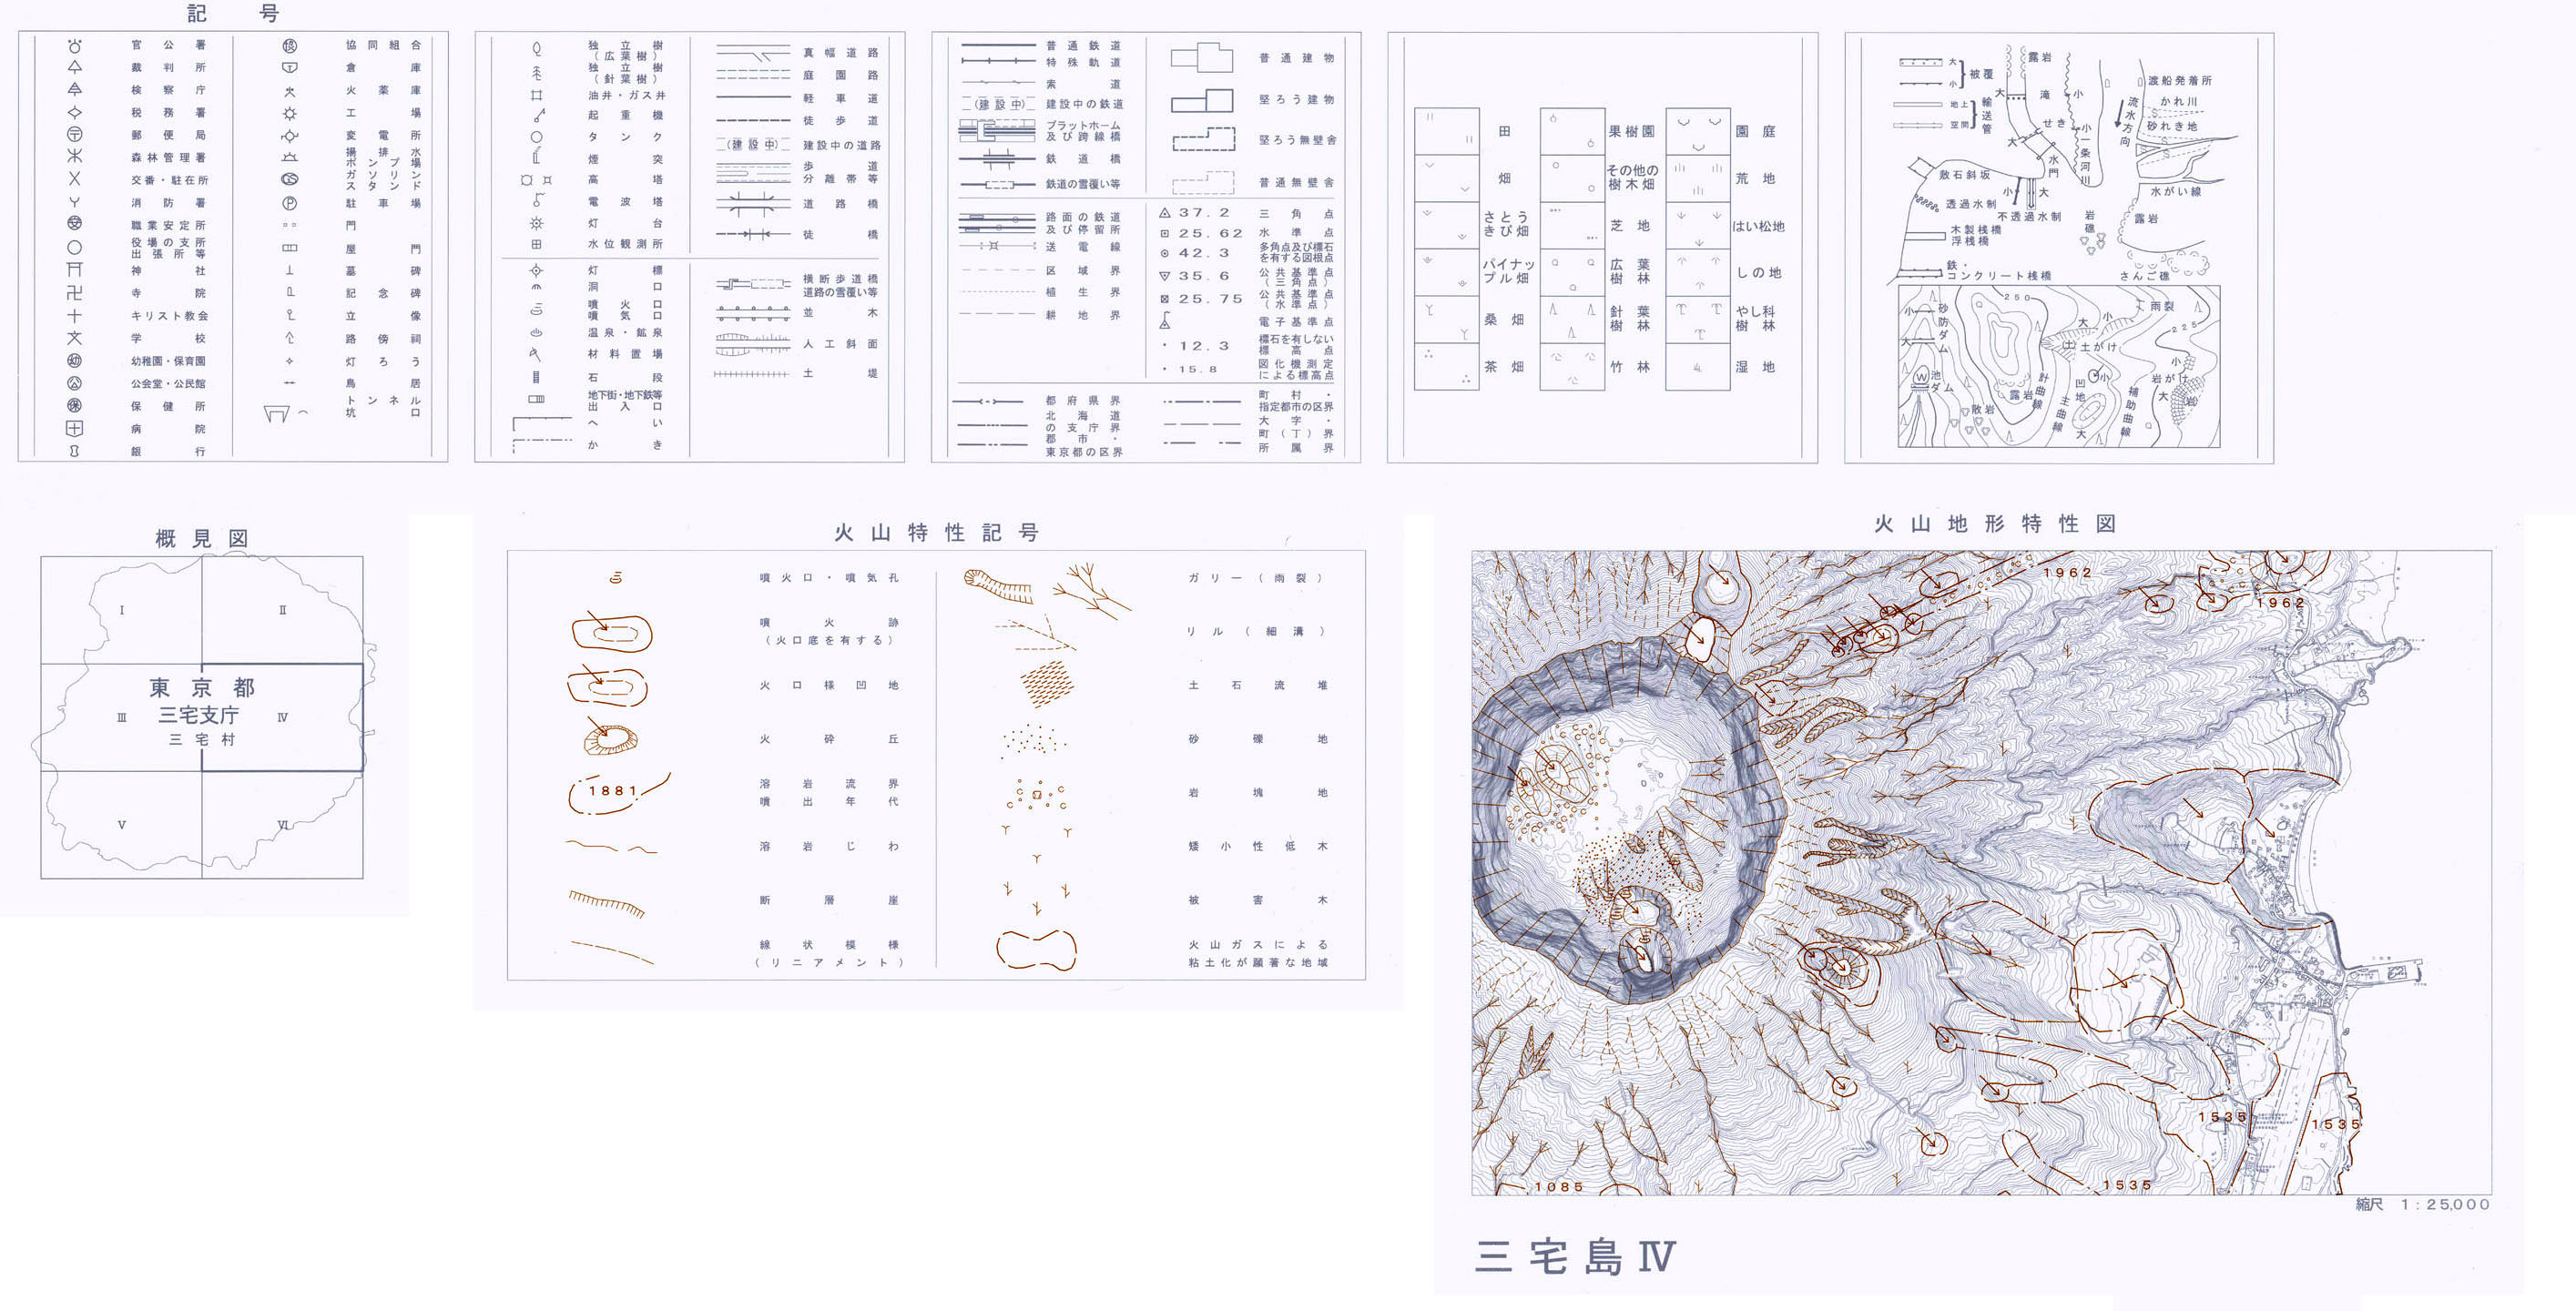 記号
官公署
裁判所
検察庁
税務署
郵便局
森林管理署
交番・駐在所
消防署
職業安定所
役場の支所
出張所等
神社
寺院
キリスト教会
学校
幼稚園・保育園
公会堂・公民館
保健所
病院
銀行
協同組合
倉庫
火薬庫
工場
変電所
揚排水
ポンプ場
ガソリン
スタンド
駐車場
門
屋門
墓碑
記念碑
立像
路傍祠
灯ろう
鳥居
トンネル
坑口
独立樹
(広葉樹)
独立樹
(針葉樹)
油井・ガス井
起重機
タンク
煙突
高塔
電波塔
灯台
水位観測所
灯標
洞口
噴火口
噴気口
温泉・鉱泉
材料置場
石段
地下街・地下鉄等
出入口
へい
かき
真幅道路
庭園路
軽車道
徒歩道
(建設中) 建設中の道路
歩道
分離帯等
道路橋
徒橋
横断歩道橋
道路の雪覆い等
並木
人工斜面
土堤
普通鉄道
特殊軌道
索道
(建設中) 建設中の鉄道
プラットホーム
及び跨線橋
鉄道橋
鉄道の雪覆い等
路面の鉄道
及び停留所
送電線
区域界
植生界
耕地界
都府県界
北海道
の支庁界
郡市・
東京都の区界
普通建物
堅ろう建物
堅ろう無壁舎
普通無壁舎
37.2 三角点
25.62 水準点
42.3 多角点及び標石
を有する図根点
35.6 公共基準点
(三角点)
25.75 公共基準点
(水準点)
電子基準点
12.3 標石を有しない
標高点
15.8 図化機測定
による標高点
町村・
指定都市の区界
大字・
町(丁)界
所属界
田
畑
さとう
きび畑
パイナッ
プル畑
桑畑
茶畑
果樹園
その他の
樹木畑
芝地
広葉
樹林
針葉
樹林
竹林
園庭
荒地
はい松地
しの地
やし科
樹林
湿地
大
小
被覆
地上
空間
輸送管
露岩
大
滝
小
せき
小
大
水門
一条河川
渡船発着所
流水方向
かれ川
砂れき地
敷石斜坂
小
大
水がい線
透過水制
不透過水制
岩礁
露岩
木製桟橋
浮桟橋
鉄・
コンクリート桟橋
さんご礁
250
小
砂防ダム
大
小
大
雨裂
225
(土)
土がけ
小
W
池
ダム
計曲線
凹地
小
岩がけ
大
(岩)
露岩
散岩
主曲線
大
補助曲線
概見図
I
II
東京都
三宅支庁
三宅村
III
IV
V
VI
火山特性記号
噴火口・噴気孔
噴火跡
(火口底を有する)
火口様凹地
火砕丘
1881
溶岩流界
噴出年代
溶岩じわ
断層崖
線状模様
(リニアメント)
ガリー(雨裂)
リル(細溝)
土石流堆
砂礫地
岩塊地
矮小性低木
被害木
火山ガスによる
粘土化が顕著な地域
火山地形特性図
1962
1962
1535
1535
1085
1535
縮尺 1:25,000
三宅島Ⅳ